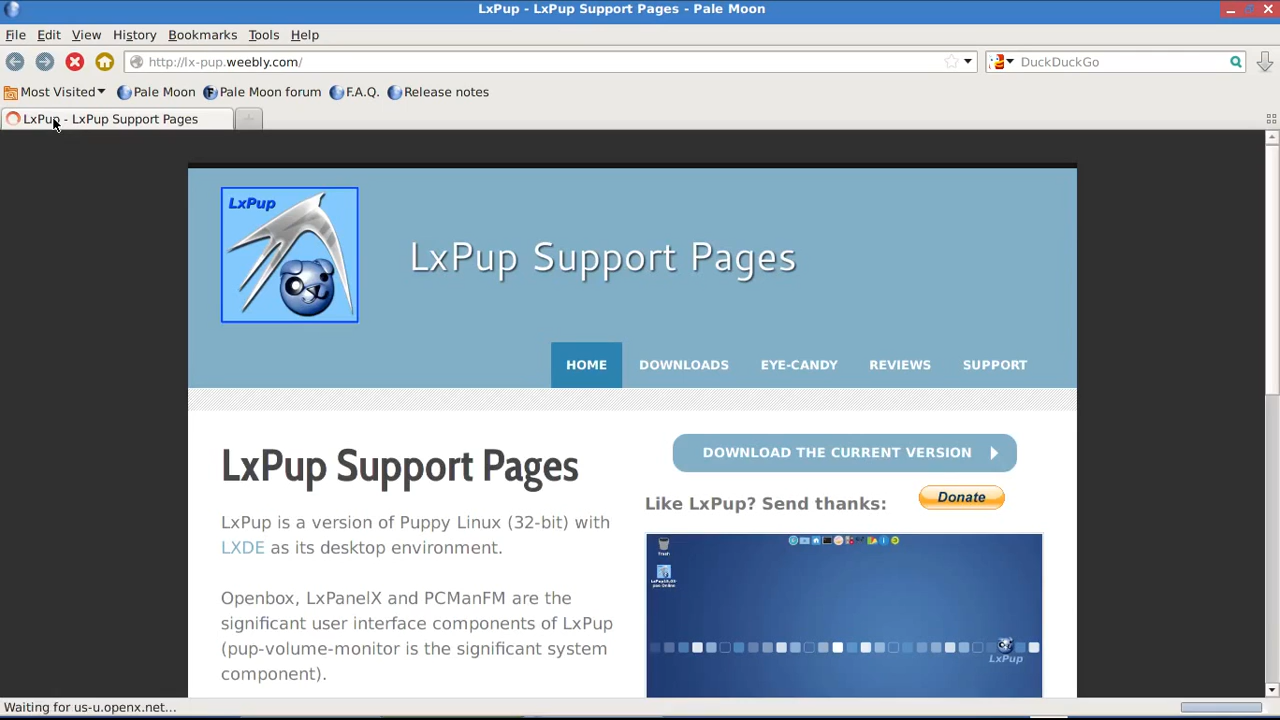 LxPup - LxPup Support Pages - Pale Moon
File Edit View History Bookmarks Tools Help
http://lx-pup.weebly.com/
DuckDuckGo
Most Visited Pale Moon Pale Moon forum F.A.Q. Release notes
LxPup - LxPup Support Pages
LxPup
LxPup Support Pages
HOME DOWNLOADS EYE-CANDY REVIEWS SUPPORT
LxPup Support Pages
LxPup is a version of Puppy Linux (32-bit) with
LXDE as its desktop environment.
Openbox, LxPanelX and PCManFM are the
significant user interface components of LxPup
(pup-volume-monitor is the significant system
component).
DOWNLOAD THE CURRENT VERSION
Like LxPup? Send thanks:
Donate
Trash
LxPup
Waiting for us-u.openx.net...